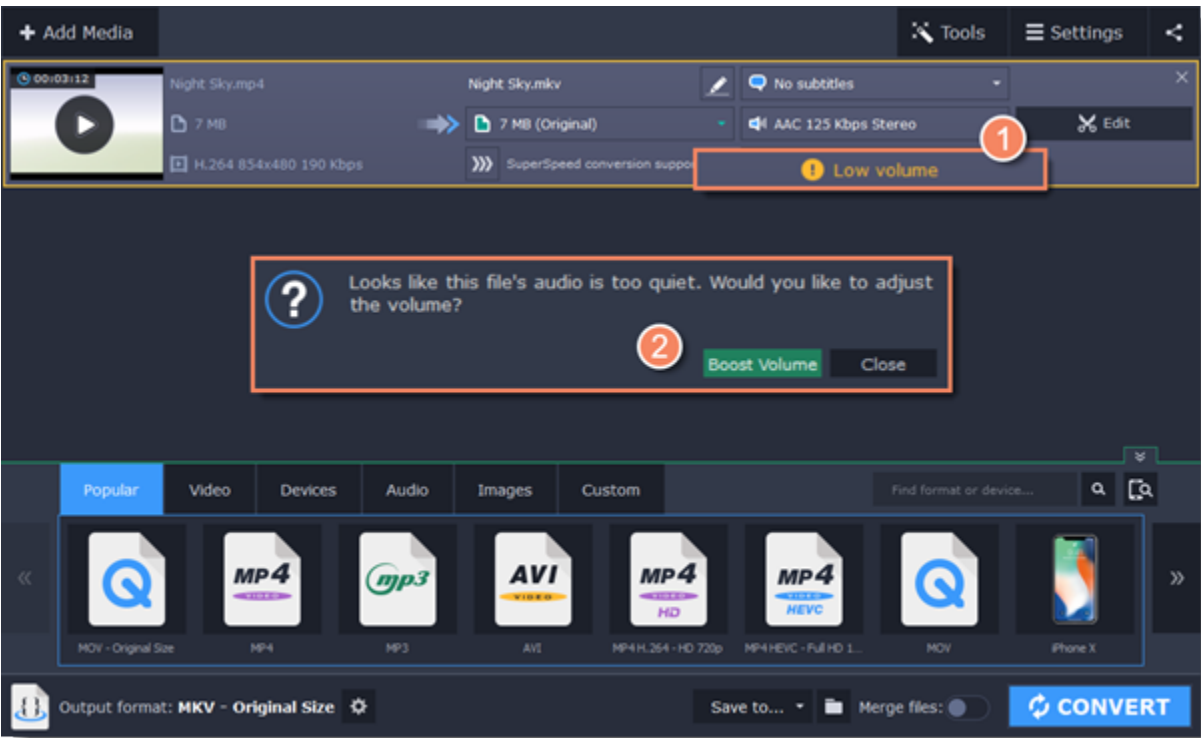 Add Media
Tools
Settings
00:03:12
Night Sky.mp4
Night Sky.mkv
No subtitles
7 MB
7 MB (Original)
AAC 125 Kbps Stereo
Edit
H.264 854x480 190 Kbps
SuperSpeed conversion suppo
Low volume
1
Looks like this file's audio is too quiet. Would you like to adjust
the volume?
2
Boost Volume
Close
Popular
Video
Devices
Audio
Images
Custom
Find format or device...
MP4
VIDEO
mp3
AVI
VIDEO
MP4
VIDEO
HD
MP4
VIDEO
HEVC
MOV - Original Size
MP4
MP3
AVI
MP4 H.264 - HD 720p
MP4 HEVC - Full HD 1...
MOV
iPhone X
Output format: MKV - Original Size
Save to...
Merge files:
CONVERT